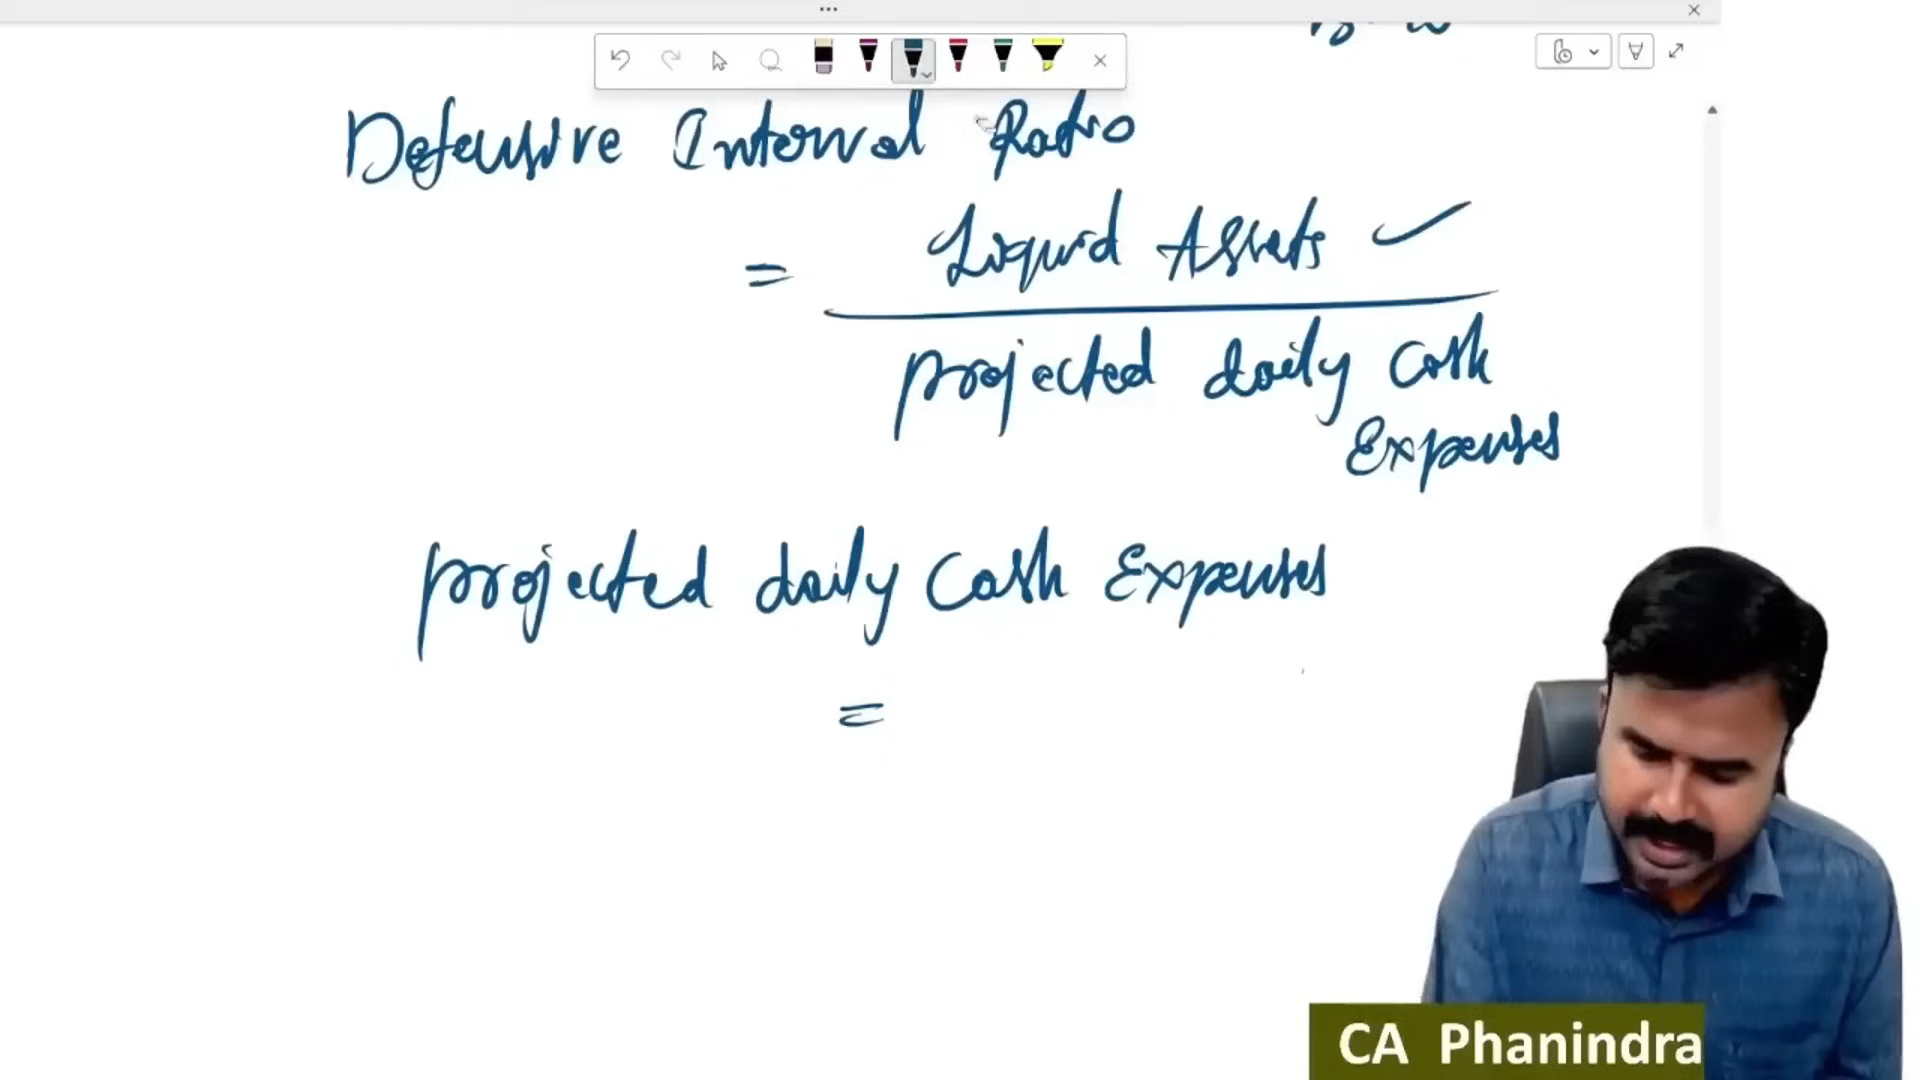 Defensive Interval Ratio
= Liquid Assets ✓
projected daily Cash
Expenses
projected daily Cash Expenses
=
CA Phanindra